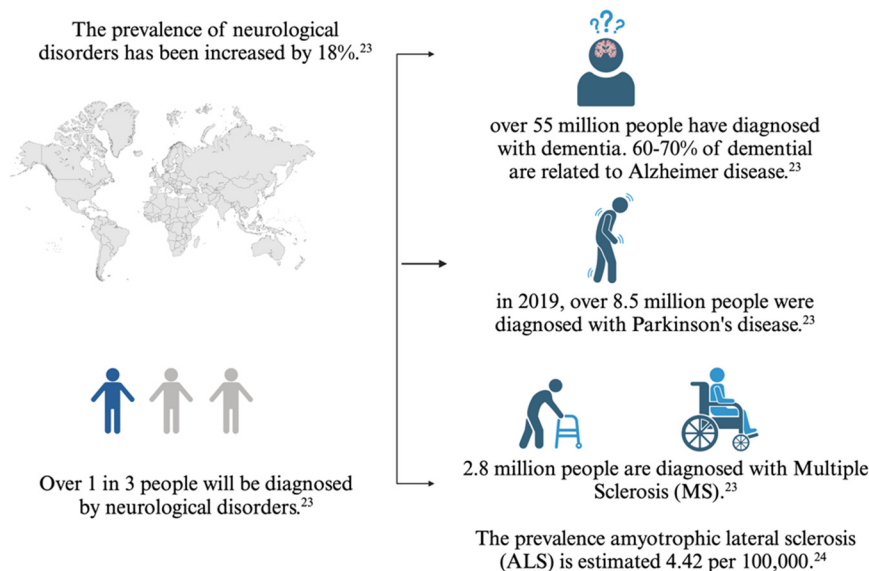 The prevalence of neurological
disorders has been increased by 18%.23
Over 1 in 3 people will be diagnosed
by neurological disorders.23
???
over 55 million people have diagnosed
with dementia. 60-70% of demential
are related to Alzheimer disease.23
in 2019, over 8.5 million people were
diagnosed with Parkinson's disease.23
2.8 million people are diagnosed with Multiple
Sclerosis (MS).23
The prevalence amyotrophic lateral sclerosis
(ALS) is estimated 4.42 per 100,000.24